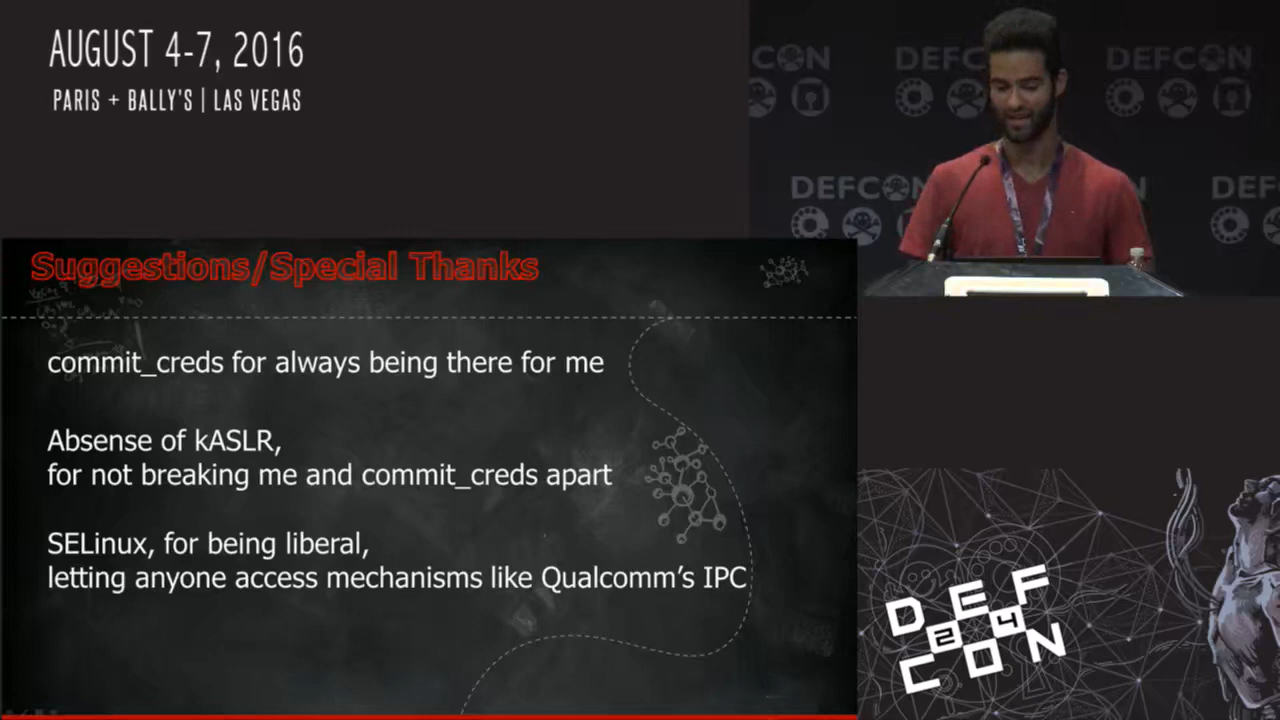 AUGUST 4-7, 2016
PARIS + BALLY'S | LAS VEGAS
DEFCON DEFCON DEFCON
DEFCON
Suggestions/Special Thanks
commit_creds for always being there for me
Absense of kASLR,
for not breaking me and commit_creds apart
SELinux, for being liberal,
letting anyone access mechanisms like Qualcomm's IPC
DEF
24
CON